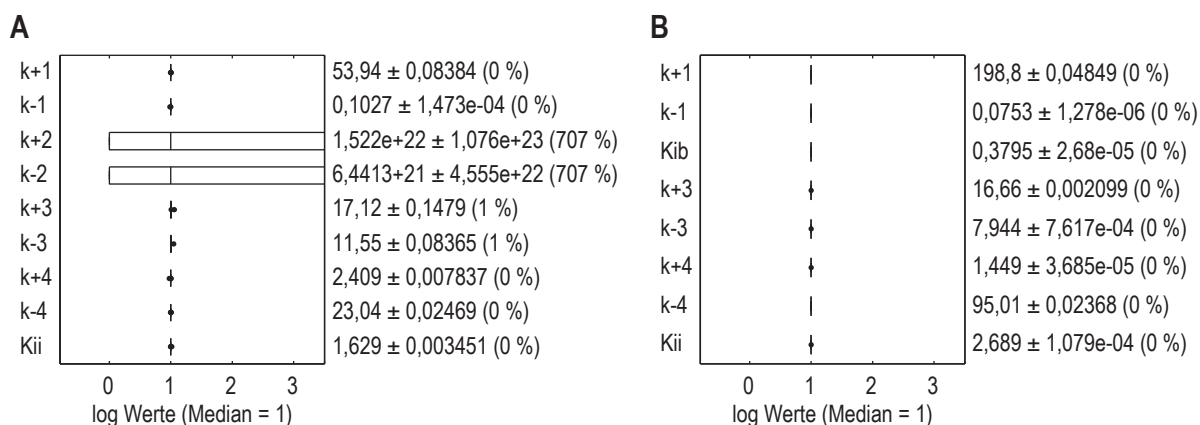 A
k+1 53,94 ± 0,08384 (0 %)
k-1 0,1027 ± 1,473e-04 (0 %)
k+2 1,522e+22 ± 1,076e+23 (707 %)
k-2 6,4413+21 ± 4,555e+22 (707 %)
k+3 17,12 ± 0,1479 (1 %)
k-3 11,55 ± 0,08365 (1 %)
k+4 2,409 ± 0,007837 (0 %)
k-4 23,04 ± 0,02469 (0 %)
Kii 1,629 ± 0,003451 (0 %)
0 1 2 3
log Werte (Median = 1)
B
k+1 198,8 ± 0,04849 (0 %)
k-1 0,0753 ± 1,278e-06 (0 %)
Kib 0,3795 ± 2,68e-05 (0 %)
k+3 16,66 ± 0,002099 (0 %)
k-3 7,944 ± 7,617e-04 (0 %)
k+4 1,449 ± 3,685e-05 (0 %)
k-4 95,01 ± 0,02368 (0 %)
Kii 2,689 ± 1,079e-04 (0 %)
0 1 2 3
log Werte (Median = 1)